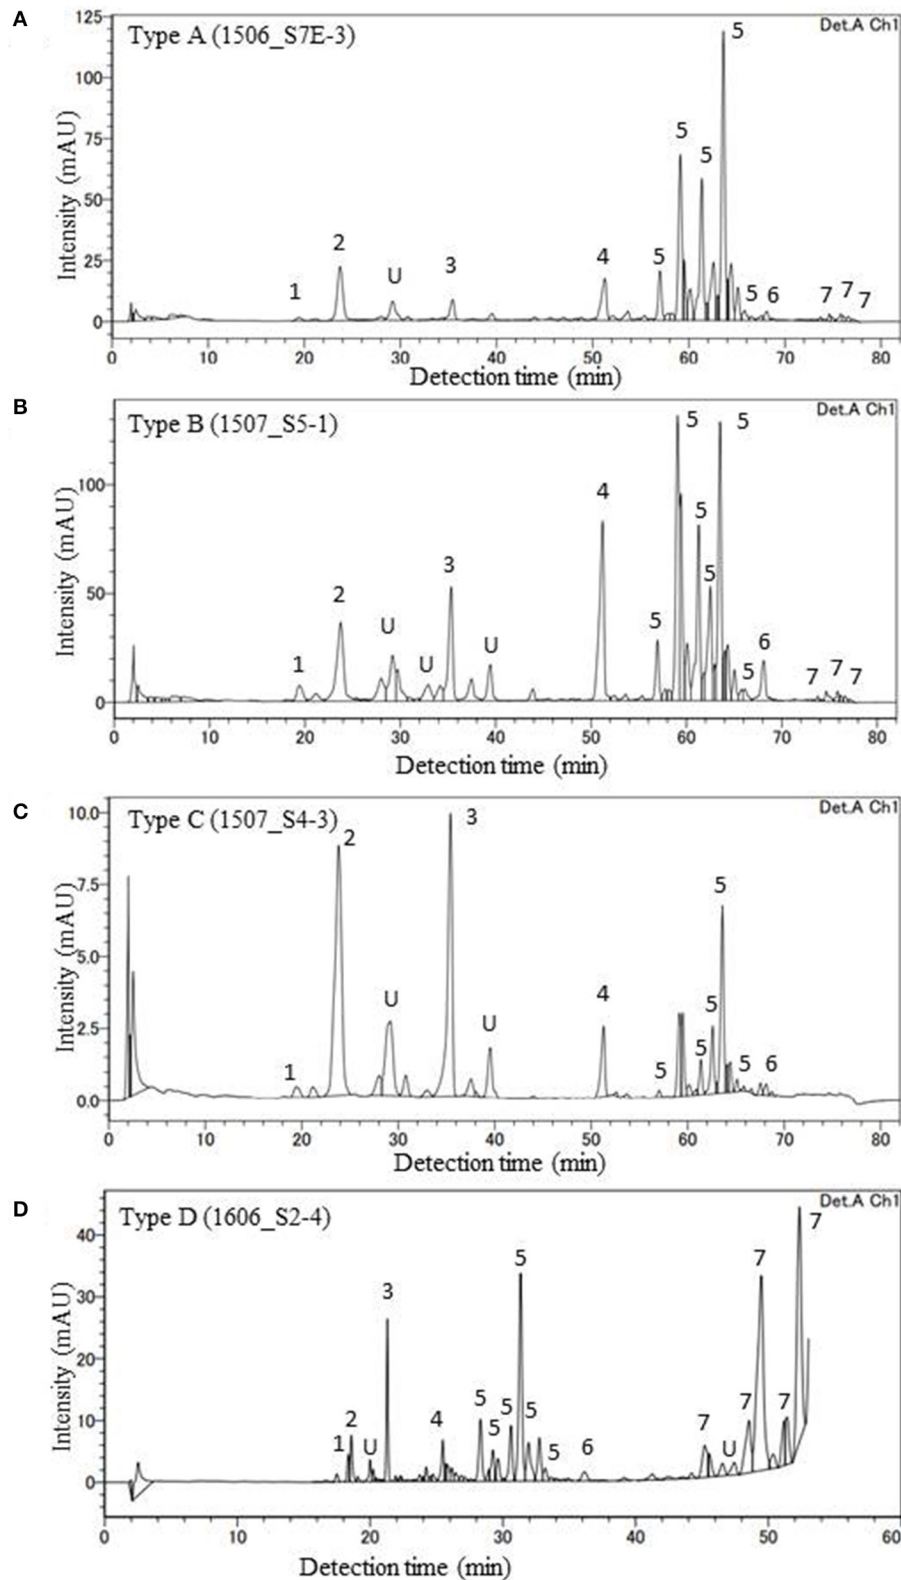 A
Type A (1506_S7E-3)
Det.A Ch1
Intensity (mAU)
125
100
75
50
25
0
1
2
U
3
4
5
5
5
5
5
6
7
7
7
0 10 20 30 40 50 60 70 80
Detection time (min)
B
Type B (1507_S5-1)
Det.A Ch1
Intensity (mAU)
100
50
0
1
2
U
U
3
U
4
5
5
5
5
5
5
6
7
7
7
0 10 20 30 40 50 60 70 80
Detection time (min)
C
Type C (1507_S4-3)
Det.A Ch1
Intensity (mAU)
10.0
7.5
5.0
2.5
0.0
1
2
U
3
U
4
5
5
5
5
5
6
0 10 20 30 40 50 60 70 80
Detection time (min)
D
Type D (1606_S2-4)
Det.A Ch1
Intensity (mAU)
40
30
20
10
0
1
2
U
3
4
5
5
5
5
5
5
6
7
U
7
7
7
7
0 10 20 30 40 50 60
Detection time (min)